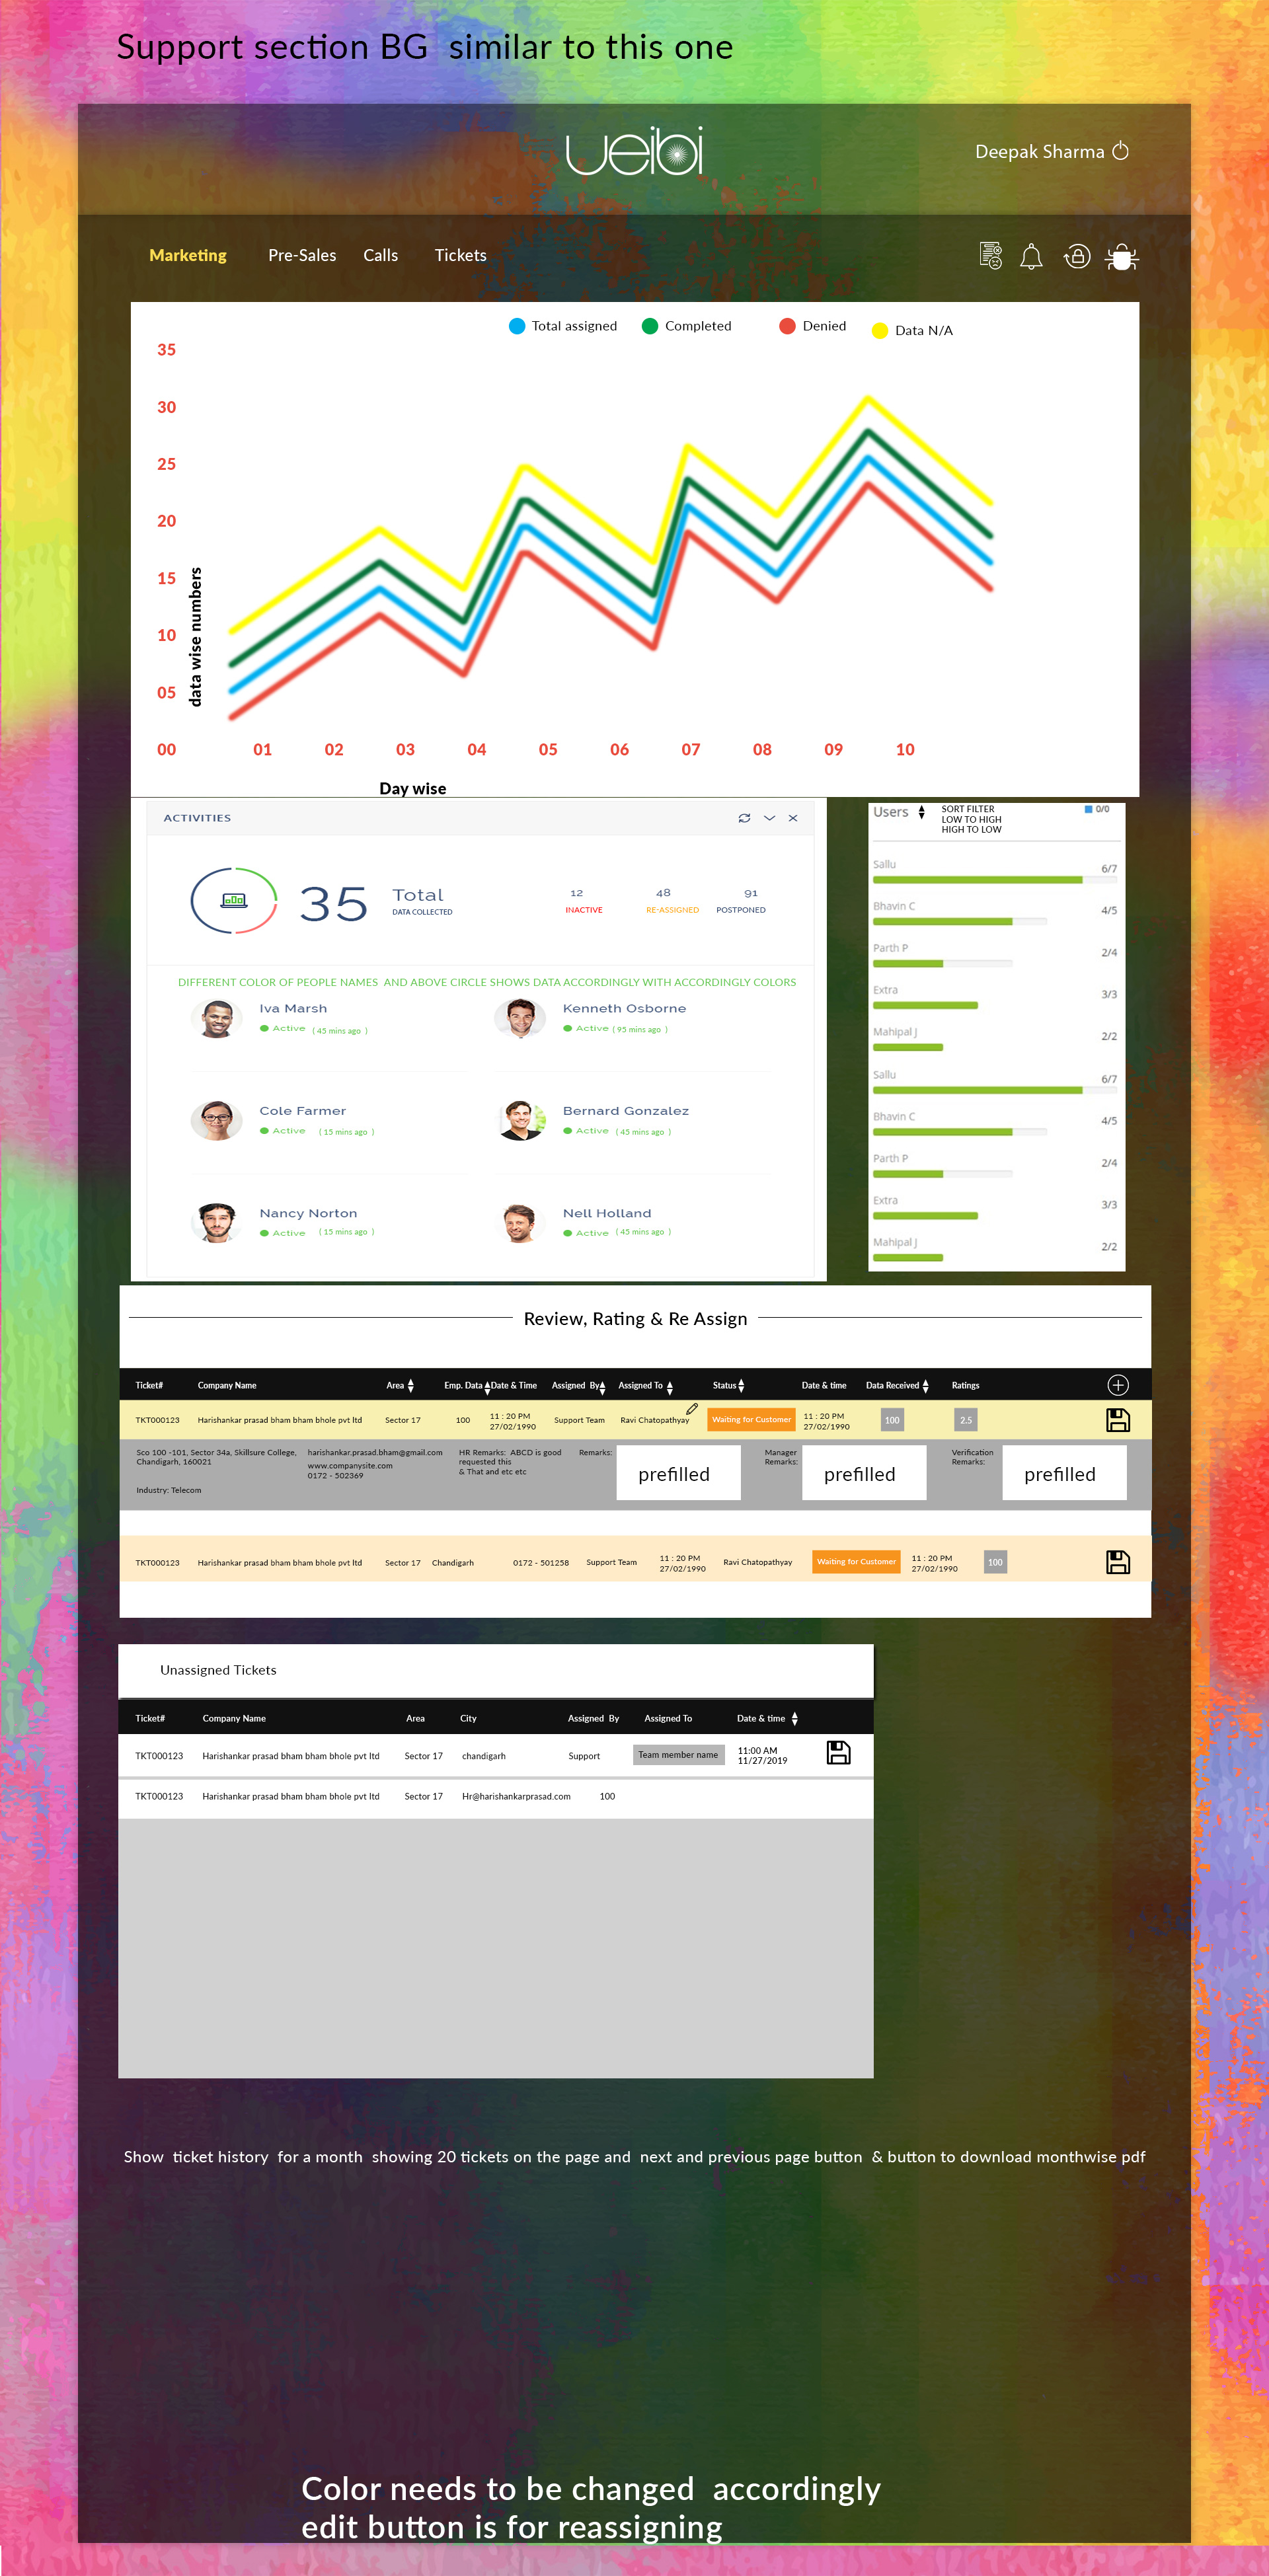 Support section BG  similar to this one
ueibi
Deepak Sharma
Marketing Pre-Sales Calls Tickets
Total assigned Completed Denied Data N/A
35
30
25
20
15
10
05
data wise numbers
00 01 02 03 04 05 06 07 08 09 10
Day wise
ACTIVITIES
35 Total
DATA COLLECTED
12 48 91
INACTIVE RE-ASSIGNED POSTPONED
DIFFERENT COLOR OF PEOPLE NAMES  AND ABOVE CIRCLE SHOWS DATA ACCORDINGLY WITH ACCORDINGLY COLORS
Iva Marsh
Active ( 45 mins ago )
Kenneth Osborne
Active ( 95 mins ago )
Cole Farmer
Active ( 15 mins ago )
Bernard Gonzalez
Active ( 45 mins ago )
Nancy Norton
Active ( 15 mins ago )
Nell Holland
Active ( 45 mins ago )
Users
SORT FILTER
LOW TO HIGH
HIGH TO LOW
0/0
Sallu 6/7
Bhavin C 4/5
Parth P 2/4
Extra 3/3
Mahipal J 2/2
Sallu 6/7
Bhavin C 4/5
Parth P 2/4
Extra 3/3
Mahipal J 2/2
Review, Rating & Re Assign
Ticket# Company Name Area Emp. Data Date & Time Assigned By Assigned To Status Date & time Data Received Ratings
TKT000123 Harishankar prasad bham bham bhole pvt ltd Sector 17 100 11 : 20 PM 27/02/1990 Support Team Ravi Chatopathyay Waiting for Customer 11 : 20 PM 27/02/1990 100 2.5
Sco 100 -101, Sector 34a, Skillsure College,
Chandigarh, 160021
Industry: Telecom
harishankar.prasad.bham@gmail.com
www.companysite.com
0172 - 502369
HR Remarks:  ABCD is good
requested this
& That and etc etc
Remarks:
prefilled
Manager
Remarks:
prefilled
Verification
Remarks:
prefilled
TKT000123 Harishankar prasad bham bham bhole pvt ltd Sector 17 Chandigarh 0172 - 501258 Support Team 11 : 20 PM 27/02/1990 Ravi Chatopathyay Waiting for Customer 11 : 20 PM 27/02/1990 100
Unassigned Tickets
Ticket# Company Name Area City Assigned By Assigned To Date & time
TKT000123 Harishankar prasad bham bham bhole pvt ltd Sector 17 chandigarh Support Team member name 11:00 AM 11/27/2019
TKT000123 Harishankar prasad bham bham bhole pvt ltd Sector 17 Hr@harishankarprasad.com 100
Show  ticket history  for a month  showing 20 tickets on the page and  next and previous page button  & button to download monthwise pdf
Color needs to be changed  accordingly
edit button is for reassigning